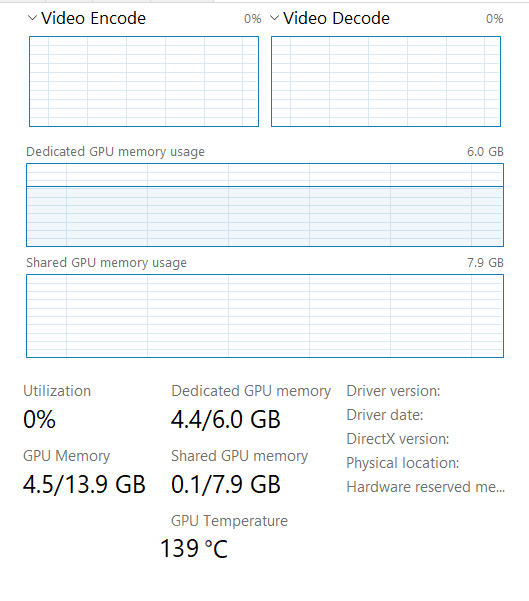 Video Encode 0% Video Decode 0%
Dedicated GPU memory usage 6.0 GB
Shared GPU memory usage 7.9 GB
Utilization Dedicated GPU memory Driver version:
0% 4.4/6.0 GB Driver date:
DirectX version:
GPU Memory Shared GPU memory Physical location:
4.5/13.9 GB 0.1/7.9 GB Hardware reserved me...
GPU Temperature
139 °C